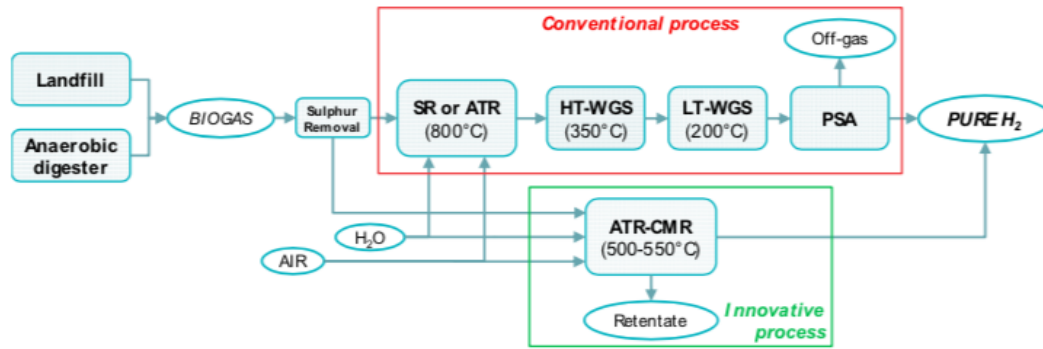 Conventional process
Off-gas
Landfill
Anaerobic
digester
BIOGAS
Sulphur
Removal
SR or ATR
(800°C)
HT-WGS
(350°C)
LT-WGS
(200°C)
PSA
PURE H₂
H₂O
AIR
ATR-CMR
(500-550°C)
Retentate
Innovative
process